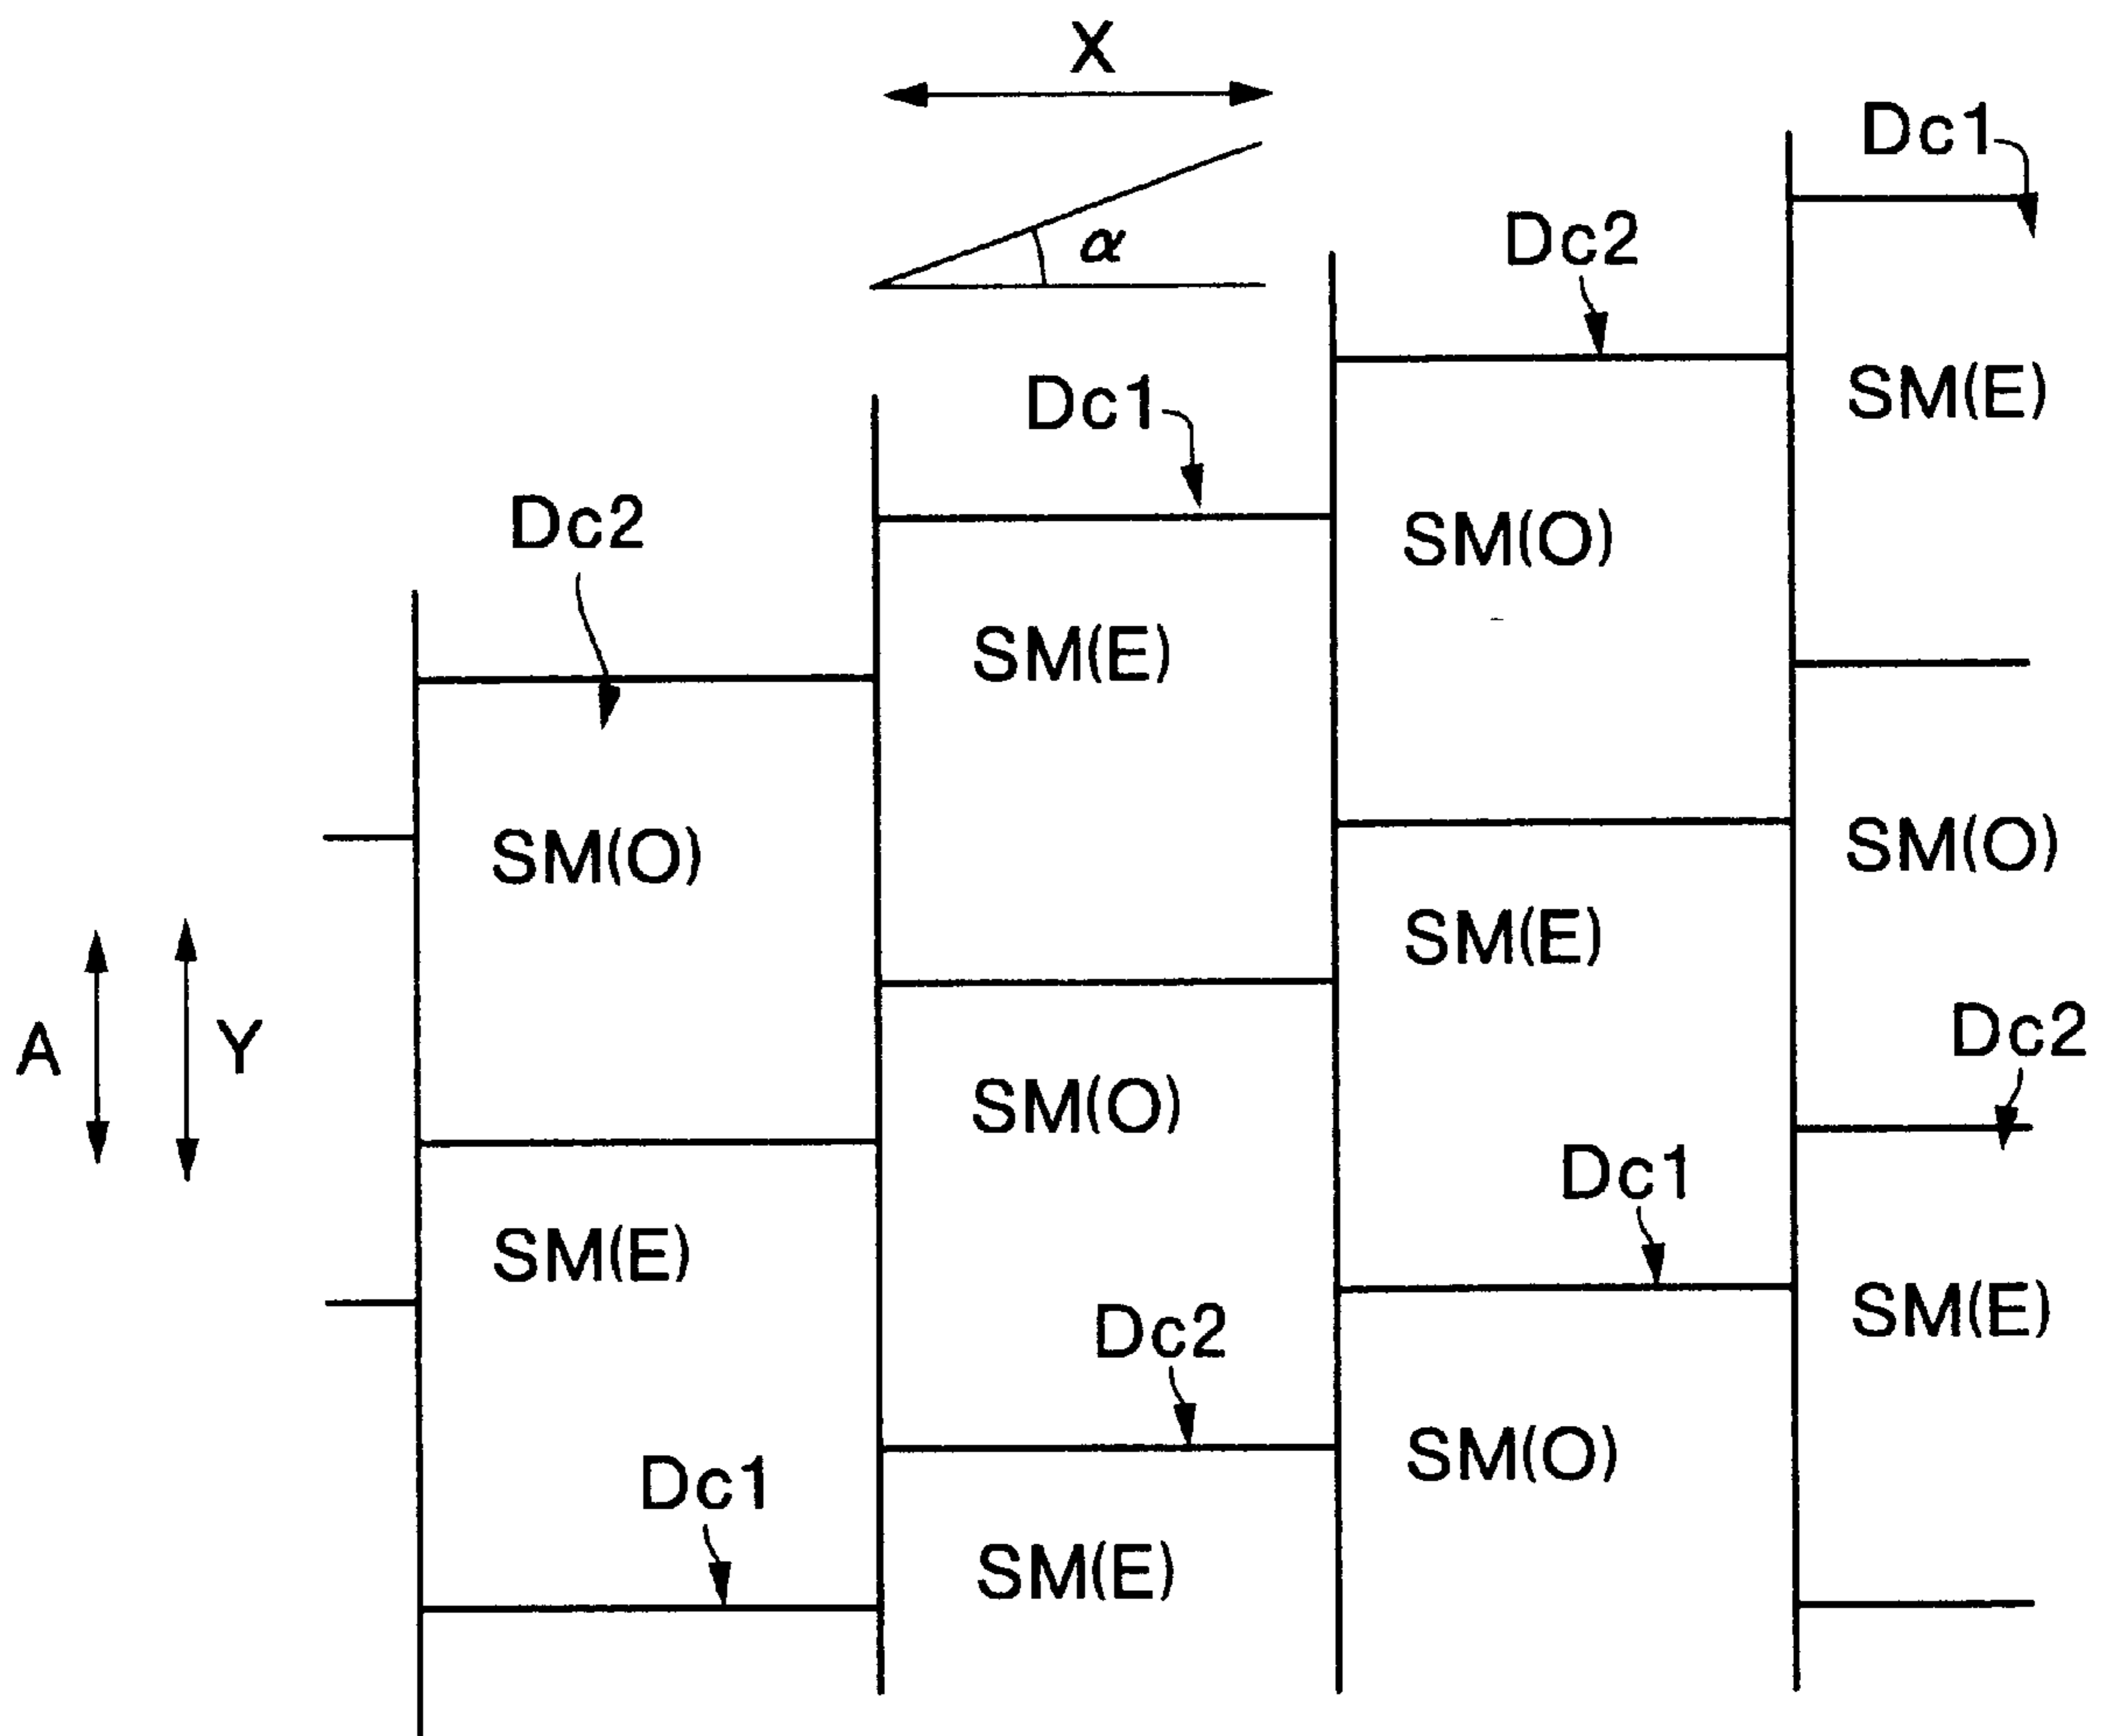 X
Dc1
α
Dc2
Dc1
SM(E)
Dc2
SM(O)
SM(E)
SM(O)
SM(O)
SM(E)
A
Y
Dc2
SM(O)
Dc1
SM(E)
SM(E)
Dc2
SM(O)
Dc1
SM(E)